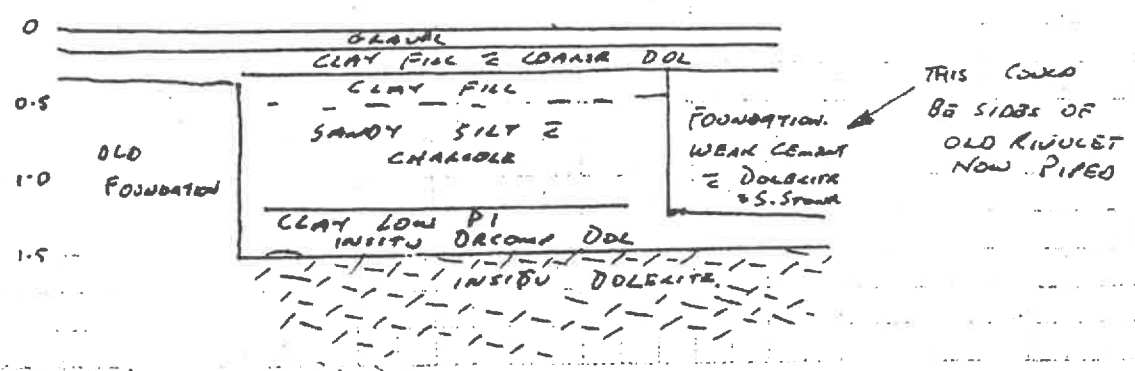 0
GRAVEL
CLAY FILL c̄ COARSE DOL
CLAY FILL
0.5
SANDY SILT c̄
CHARCOLE
OLD
FOUNDATION
1.0
FOUNDATION.
WEAK CEMENT
c̄ DOLERITE
+ S. STONE
THIS COULD
BE SIDES OF
OLD RIVULET
NOW PIPED
CLAY LOW PI
INSITU DECOMP DOL
1.5
INSITU DOLERITE.